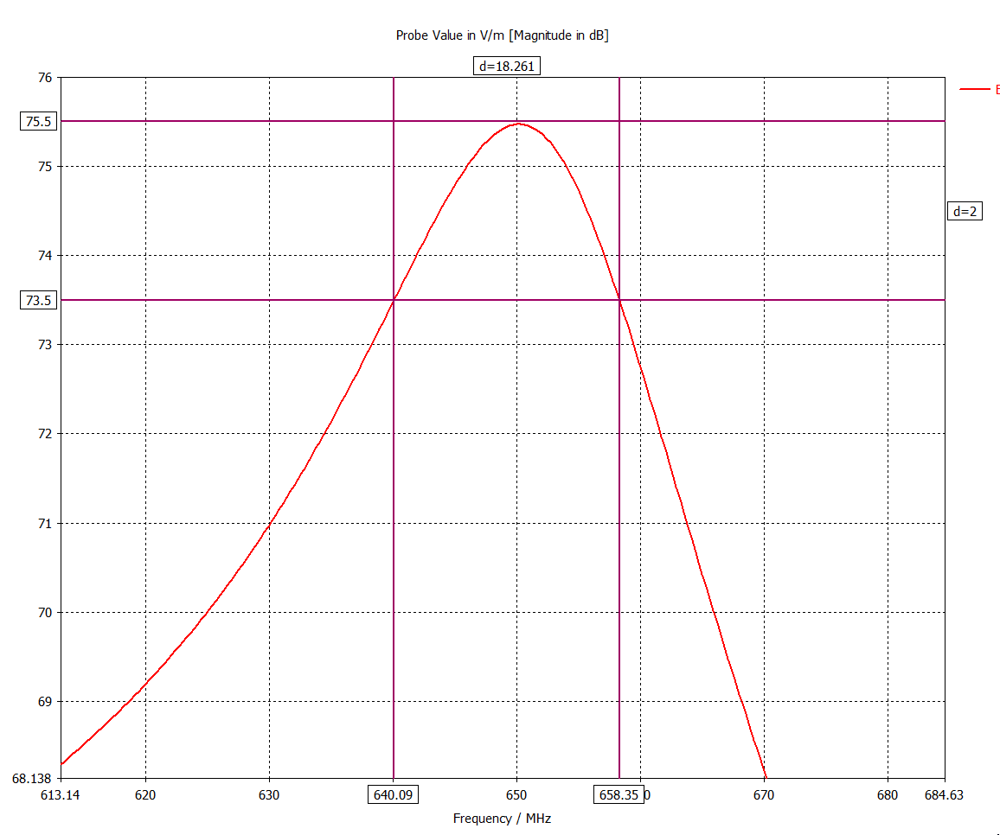 Probe Value in V/m [Magnitude in dB]
d=18.261
76
75.5
75
d=2
74
73.5
73
72
71
70
69
68.138
613.14 620 630 640.09 650 658.35 670 680 684.63
Frequency / MHz